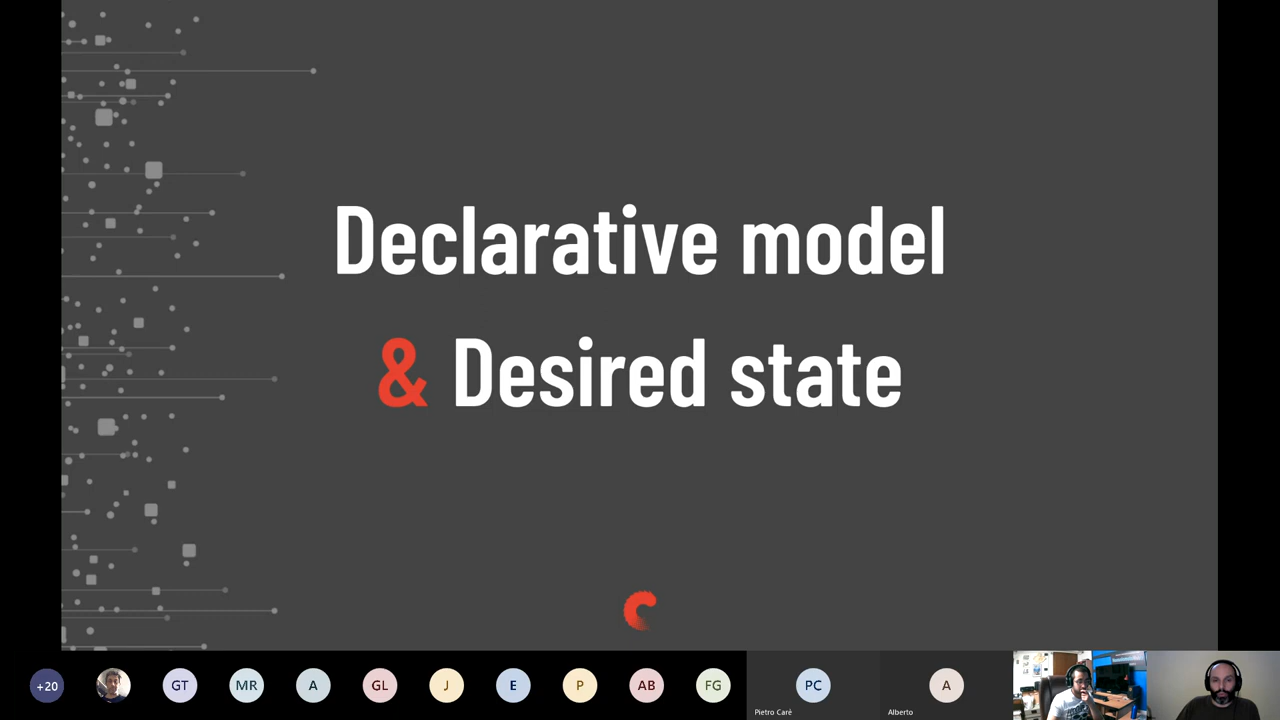 Declarative model
& Desired state
+20
GT
MR
A
GL
J
E
P
AB
FG
PC
Pietro Carè
A
Alberto